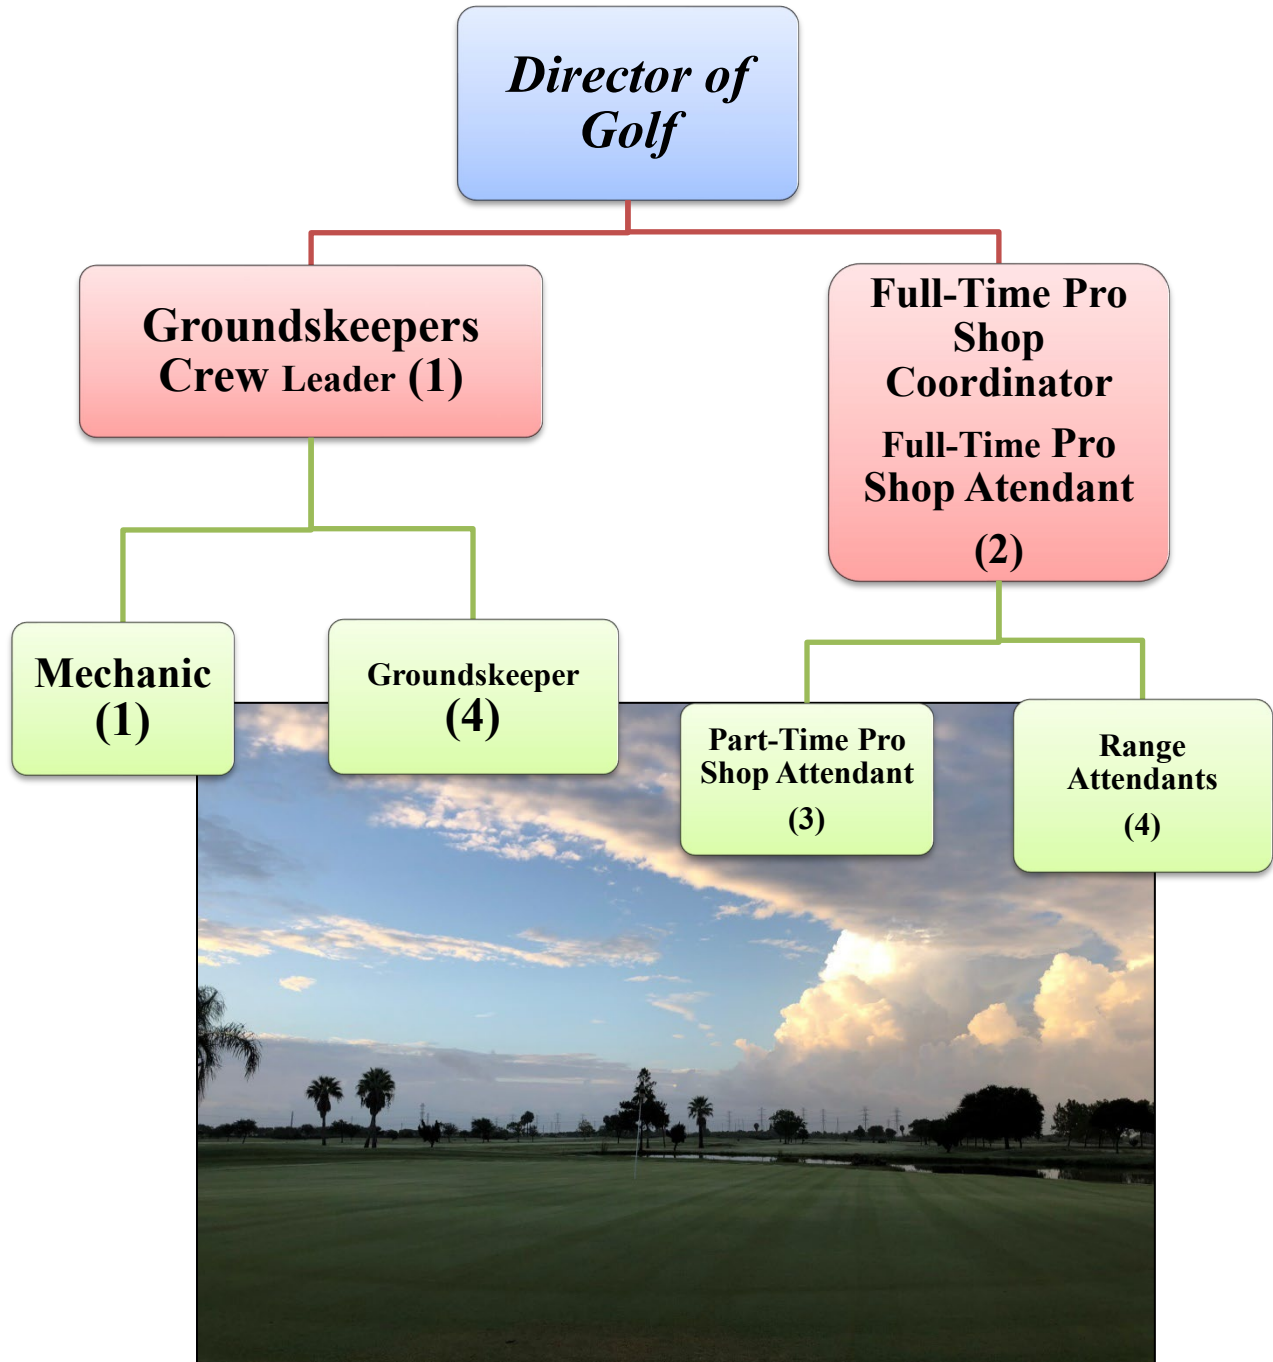 Director of
Golf
Groundskeepers
Crew Leader (1)
Full-Time Pro
Shop
Coordinator
Full-Time Pro
Shop Atendant
(2)
Mechanic
(1)
Groundskeeper
(4)
Part-Time Pro
Shop Attendant
(3)
Range
Attendants
(4)